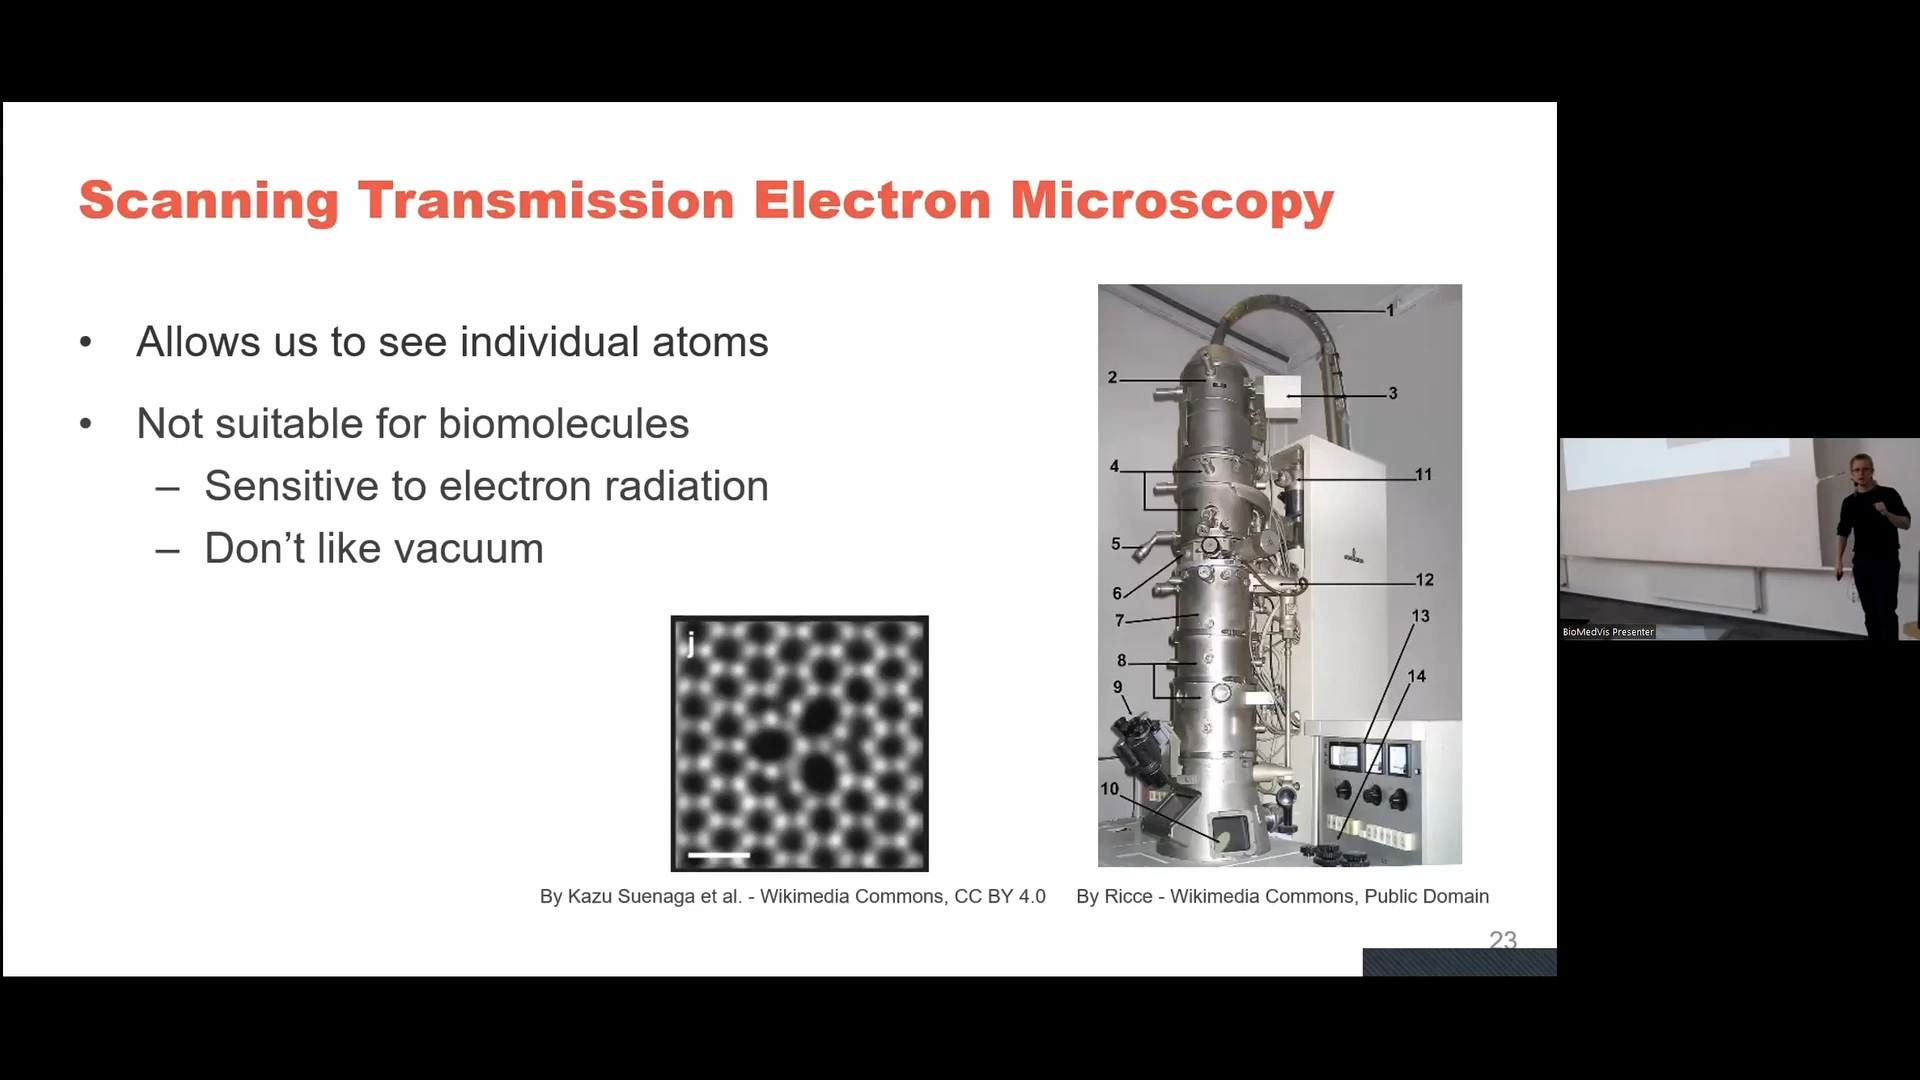 Scanning Transmission Electron Microscopy
• Allows us to see individual atoms
• Not suitable for biomolecules
– Sensitive to electron radiation
– Don’t like vacuum
j
1
2
3
4
11
5
12
6
13
7
8
14
9
10
By Kazu Suenaga et al. - Wikimedia Commons, CC BY 4.0
By Ricce - Wikimedia Commons, Public Domain
23
BioMedVis Presenter